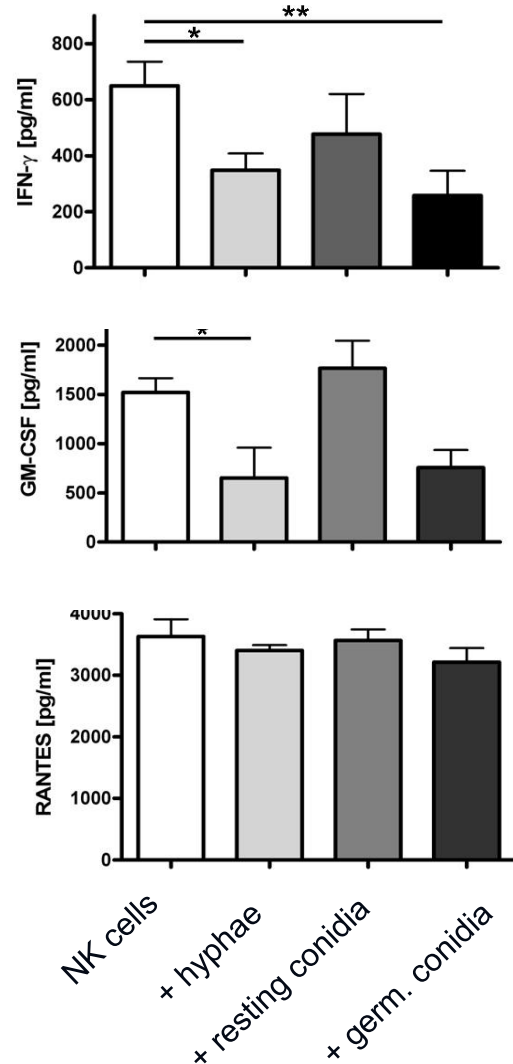 **
*
800
600
400
200
0
IFN-γ [pg/ml]
*
2000
1500
1000
500
0
GM-CSF [pg/ml]
4000
3000
2000
1000
0
RANTES [pg/ml]
NK cells
+ hyphae
+ resting conidia
+ germ. conidia